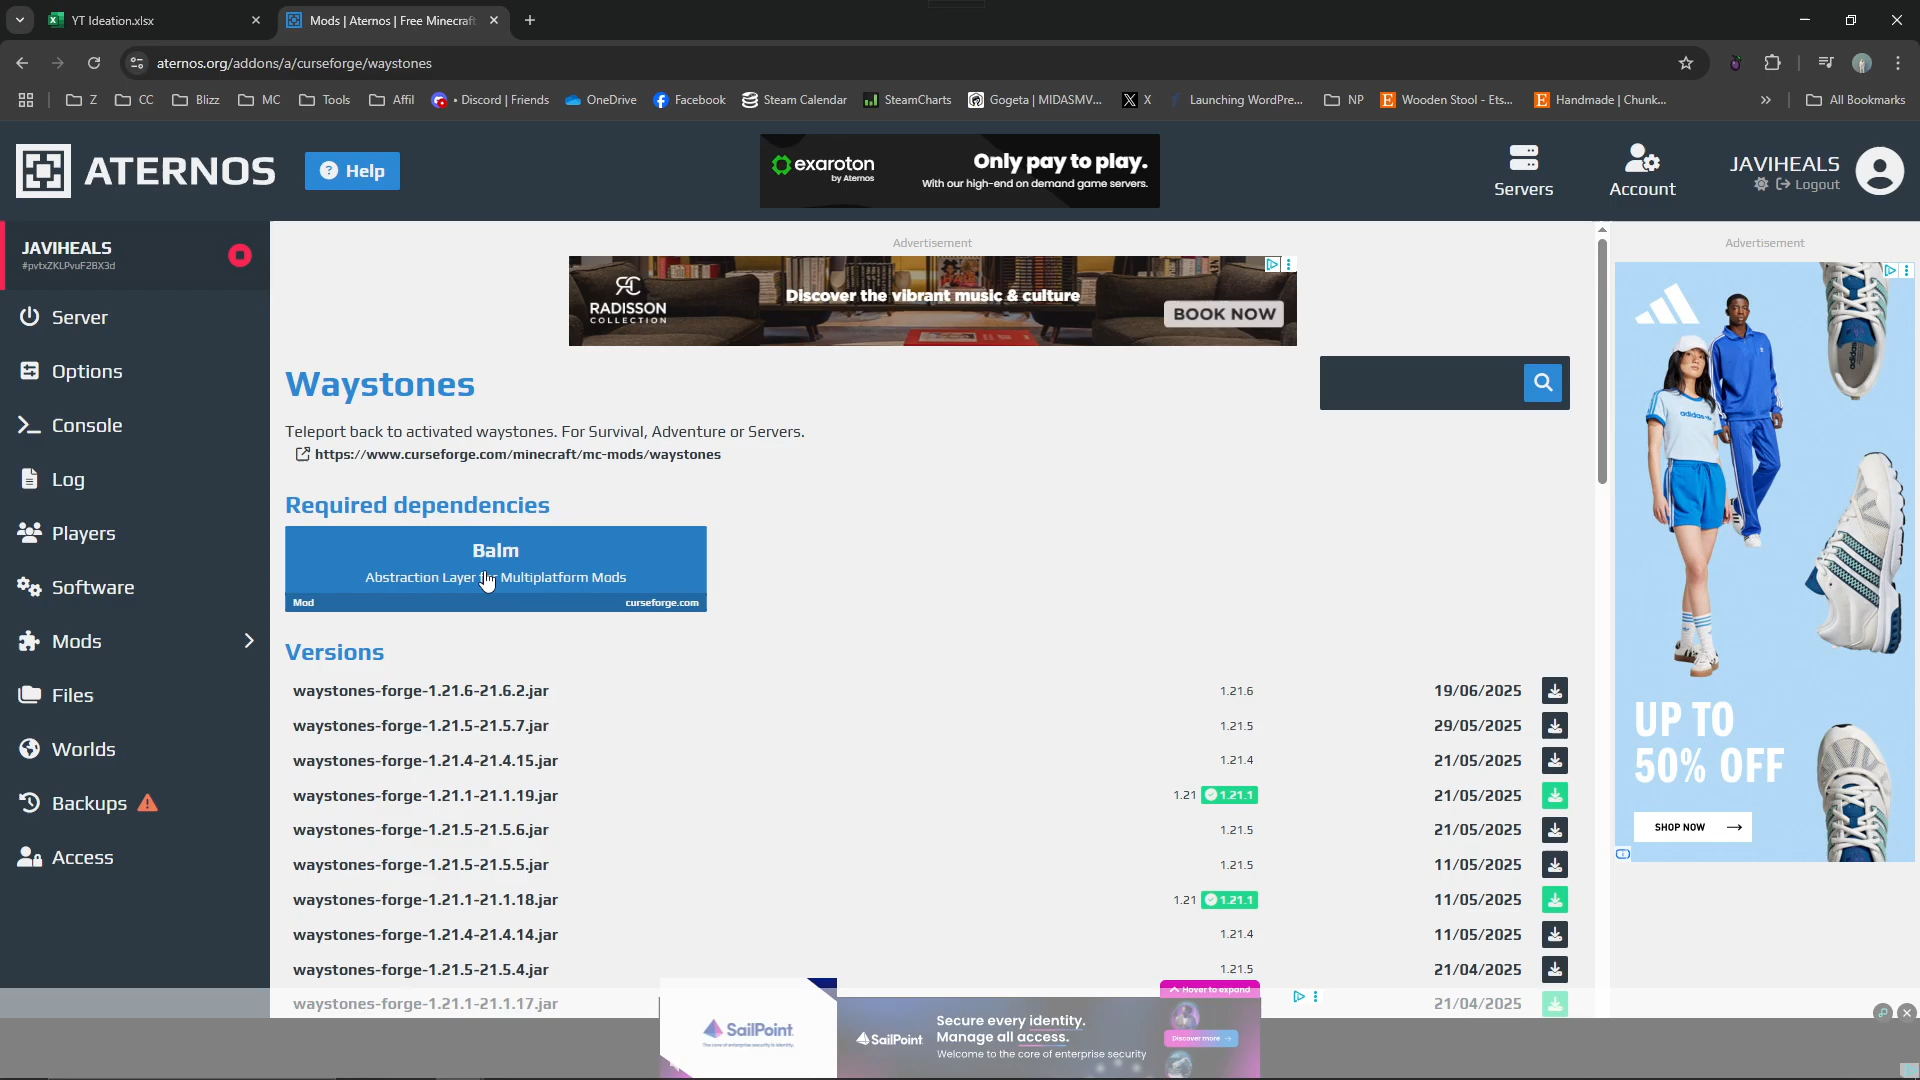 YT Ideation.xlsx
Mods | Aternos | Free Minecraft
aternos.org/addons/a/curseforge/waystones
Z
CC
Blizz
MC
Tools
Affil
• Discord | Friends
OneDrive
Facebook
Steam Calendar
SteamCharts
Gogeta | MIDASMV...
X
Launching WordPre...
NP
Wooden Stool - Ets...
Handmade | Chunk...
»
All Bookmarks
ATERNOS
Help
exaroton
by Aternos
Only pay to play.
With our high-end on demand game servers.
Servers
Account
JAVIHEALS
Logout
JAVIHEALS
#pvtxZKLPvuF2BX3d
Server
Options
Console
Log
Players
Software
Mods
Files
Worlds
Backups
Access
Advertisement
RADISSON
COLLECTION
Discover the vibrant music & culture
BOOK NOW
Waystones
Teleport back to activated waystones. For Survival, Adventure or Servers.
https://www.curseforge.com/minecraft/mc-mods/waystones
Required dependencies
Balm
Abstraction Layer for Multiplatform Mods
Mod curseforge.com
Versions
waystones-forge-1.21.6-21.6.2.jar 1.21.6 19/06/2025
waystones-forge-1.21.5-21.5.7.jar 1.21.5 29/05/2025
waystones-forge-1.21.4-21.4.15.jar 1.21.4 21/05/2025
waystones-forge-1.21.1-21.1.19.jar 1.21 1.21.1 21/05/2025
waystones-forge-1.21.5-21.5.6.jar 1.21.5 21/05/2025
waystones-forge-1.21.5-21.5.5.jar 1.21.5 11/05/2025
waystones-forge-1.21.1-21.1.18.jar 1.21 1.21.1 11/05/2025
waystones-forge-1.21.4-21.4.14.jar 1.21.4 11/05/2025
waystones-forge-1.21.5-21.5.4.jar 1.21.5 21/04/2025
waystones-forge-1.21.1-21.1.17.jar 21/04/2025
Advertisement
adidas
UP TO
50% OFF
SHOP NOW
Hover to expand
SailPoint
The core of enterprise security is identity.
SailPoint
Secure every identity.
Manage all access.
Welcome to the core of enterprise security
Discover more